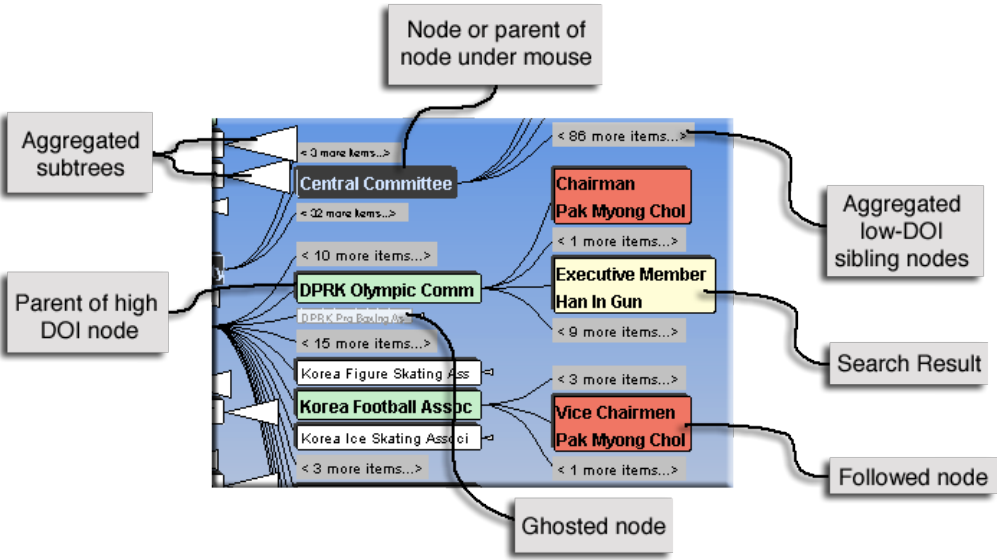 Node or parent of
node under mouse
Aggregated
subtrees
< 3 more items...>
Central Committee
< 32 more items...>
< 86 more items...>
Chairman
Pak Myong Chol
< 1 more items...>
Aggregated
low-DOI
sibling nodes
< 10 more items...>
DPRK Olympic Comm
Executive Member
Han In Gun
Parent of high
DOI node
DPRK Pro Boxing As
< 9 more items...>
< 15 more items...>
Search Result
Korea Figure Skating Ass
< 3 more items...>
Korea Football Assoc
Vice Chairmen
Pak Myong Chol
Korea Ice Skating Associ
< 3 more items...>
< 1 more items...>
Followed node
Ghosted node